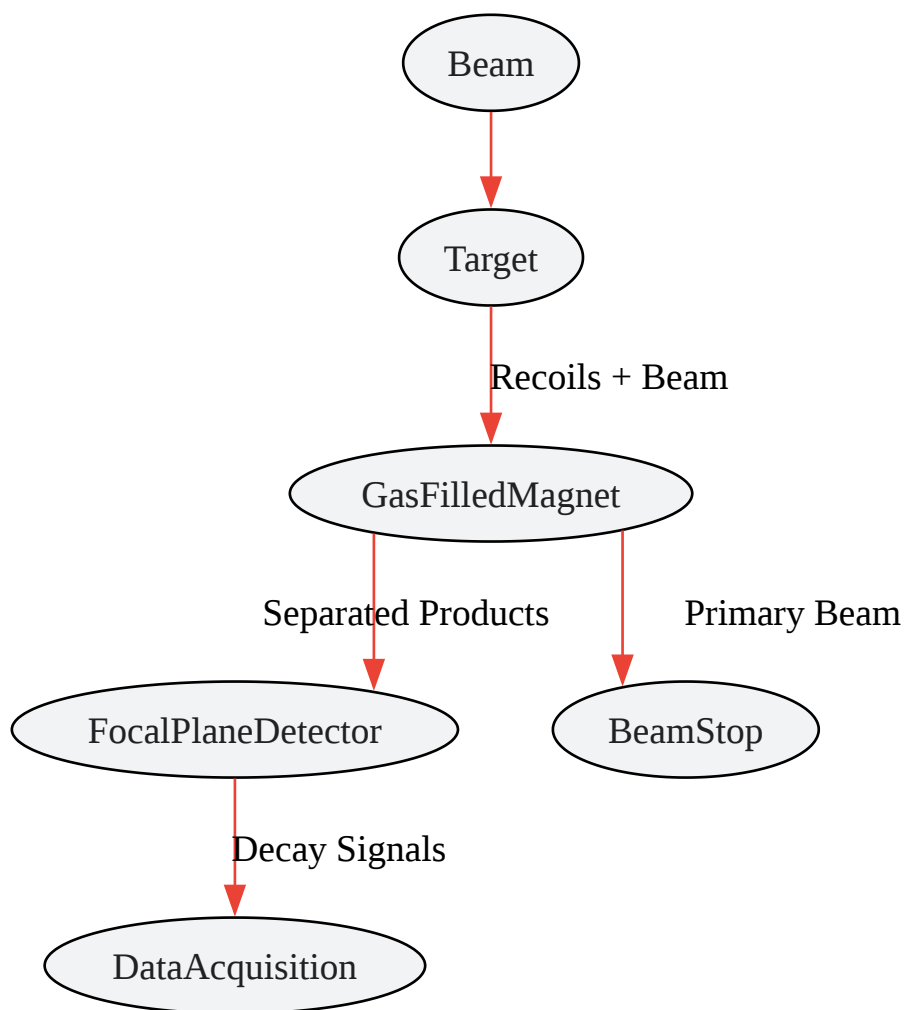 Beam
Target
Recoils + Beam
GasFilledMagnet
Separated Products
Primary Beam
FocalPlaneDetector
BeamStop
Decay Signals
DataAcquisition